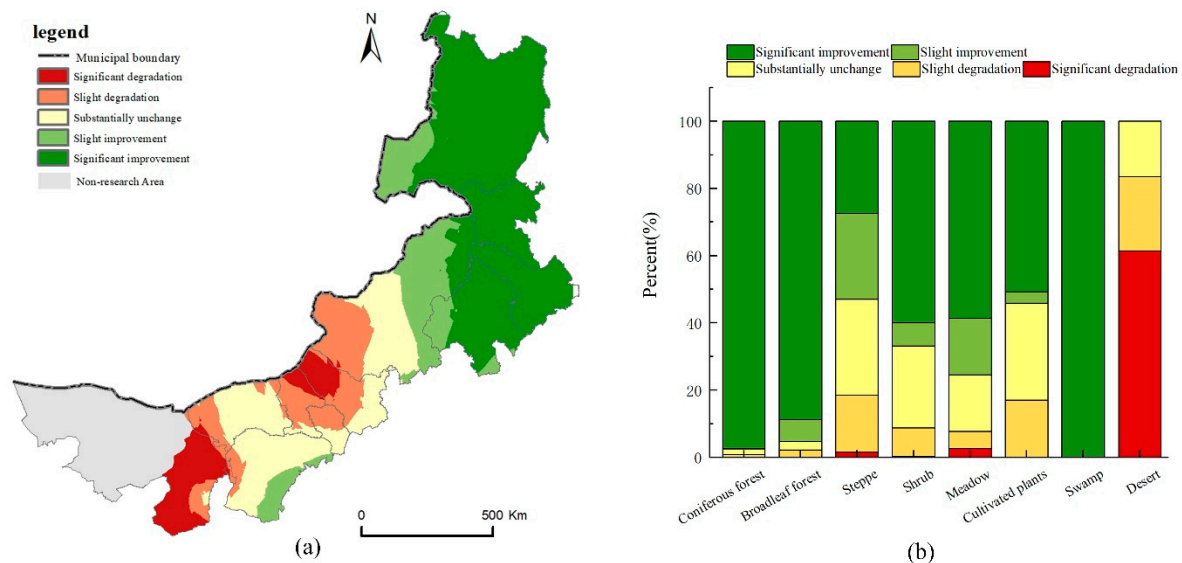 legend
Municipal boundary
Significant degradation
Slight degradation
Substantially unchange
Slight improvement
Significant improvement
Non-research Area
N
0 500 Km
(a)
Significant improvement Slight improvement
Substantially unchange Slight degradation Significant degradation
Percent(%)
100
80
60
40
20
0
Coniferous forest
Broadleaf forest
Steppe
Shrub
Meadow
Cultivated plants
Swamp
Desert
(b)